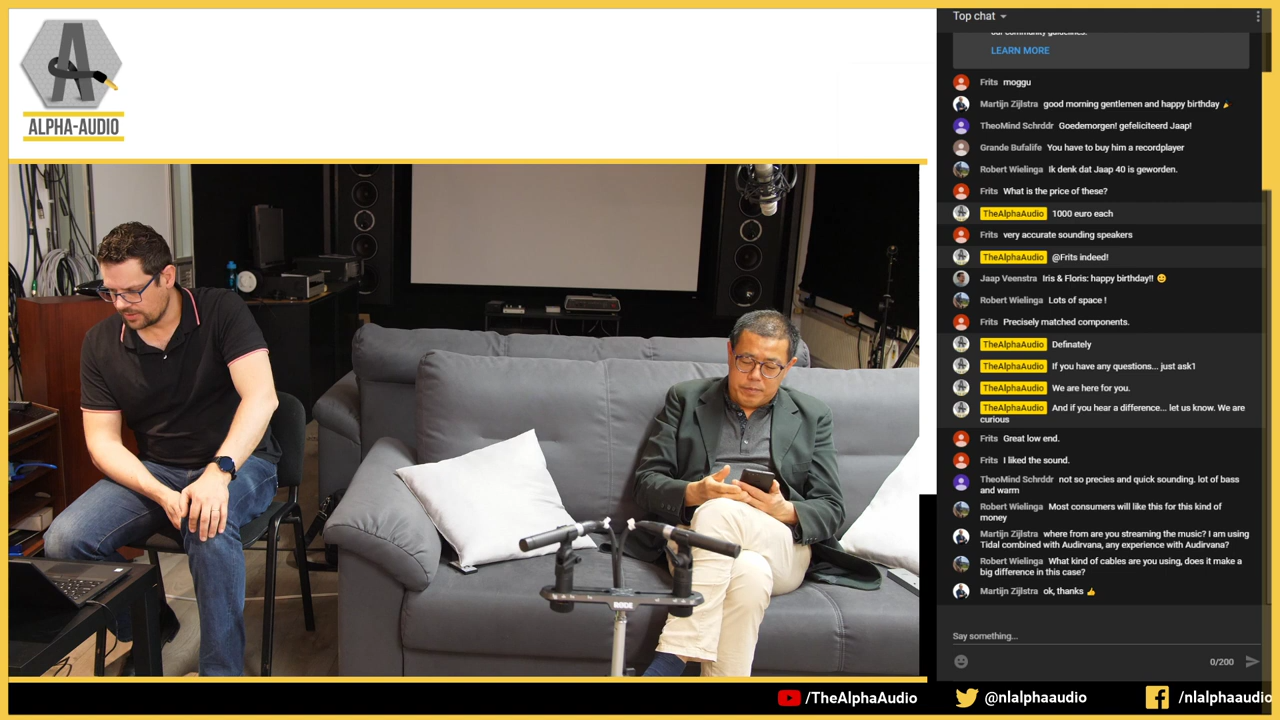 ALPHA-AUDIO
Top chat
our community guidelines.
LEARN MORE
Frits moggu
Martijn Zijlstra good morning gentlemen and happy birthday
TheoMind Schrddr Goedemorgen! gefeliciteerd Jaap!
Grande Bufalife You have to buy him a recordplayer
Robert Wielinga Ik denk dat Jaap 40 is geworden.
Frits What is the price of these?
TheAlphaAudio 1000 euro each
Frits very accurate sounding speakers
TheAlphaAudio @Frits indeed!
Jaap Veenstra Iris & Floris: happy birthday!! 😊
Robert Wielinga Lots of space !
Frits Precisely matched components.
TheAlphaAudio Definately
TheAlphaAudio If you have any questions... just ask1
TheAlphaAudio We are here for you.
TheAlphaAudio And if you hear a difference... let us know. We are
curious
Frits Great low end.
Frits I liked the sound.
TheoMind Schrddr not so precies and quick sounding. lot of bass
and warm
Robert Wielinga Most consumers will like this for this kind of
money
Martijn Zijlstra where from are you streaming the music? I am using
Tidal combined with Audirvana, any experience with Audirvana?
Robert Wielinga What kind of cables are you using, does it make a
big difference in this case?
Martijn Zijlstra ok, thanks 👍
Say something...
0/200
RØDE
/TheAlphaAudio
@nlalphaaudio
/nlalphaaudio